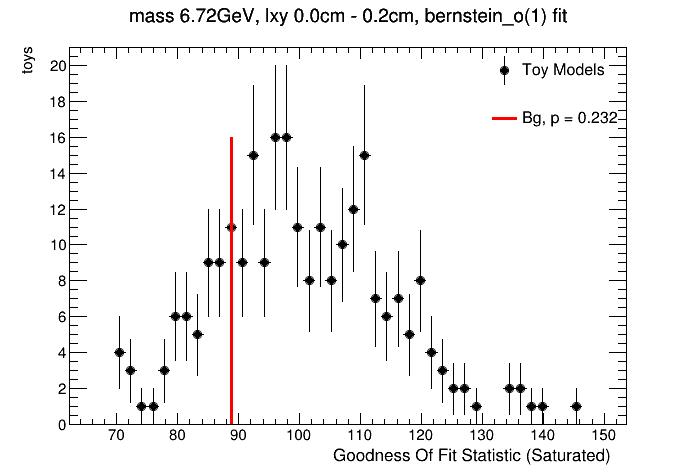 mass 6.72GeV, lxy 0.0cm - 0.2cm, bernstein_o(1) fit
toys
20
18
16
14
12
10
8
6
4
2
0
Toy Models
Bg, p = 0.232
70 80 90 100 110 120 130 140 150
Goodness Of Fit Statistic (Saturated)